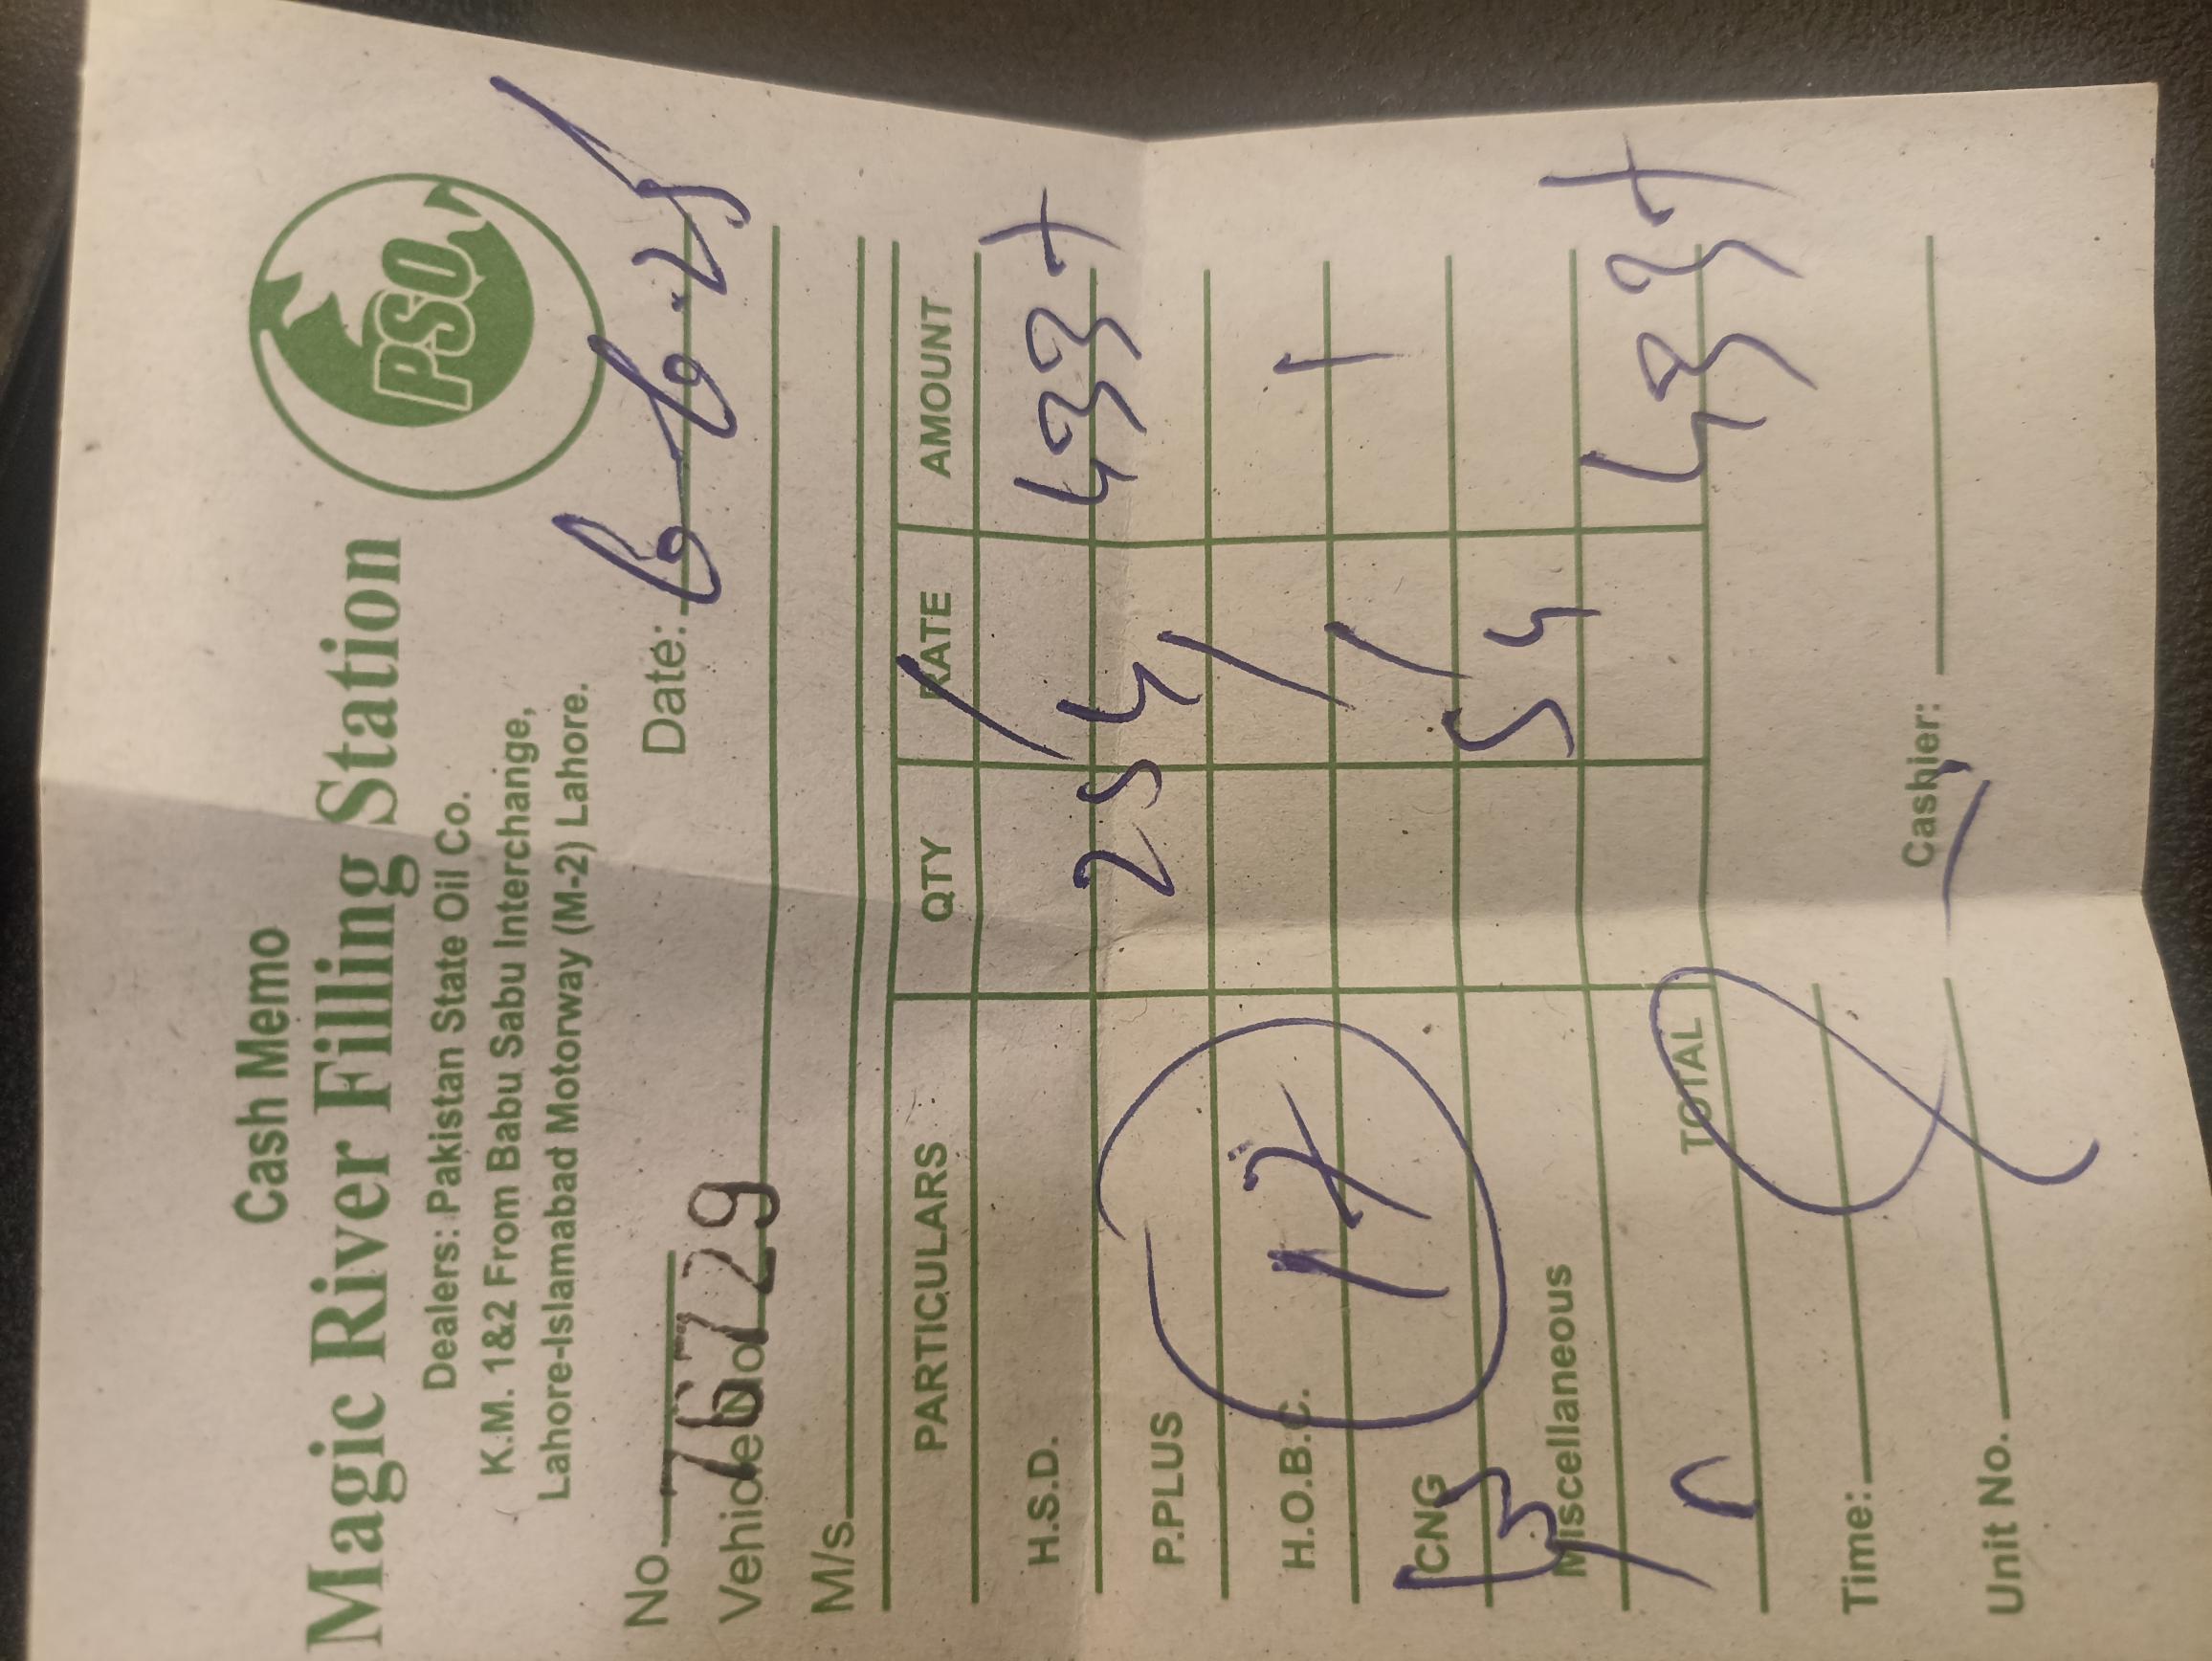 Cash Memo
Magic River Filling Station
PSO
Dealers: Pakistan State Oil Co.
K.M. 1&2 From Babu Sabu Interchange,
Lahore-Islamabad Motorway (M-2) Lahore.
No. 76729 Date: 6-6-25
Vehicle No.
M/s.
PARTICULARS QTY RATE AMOUNT
H.S.D. 4337
P.PLUS 254
H.O.B.C. 17
CNG
Miscellaneous 54
TOTAL 4337
Time:
Cashier:
Unit No.